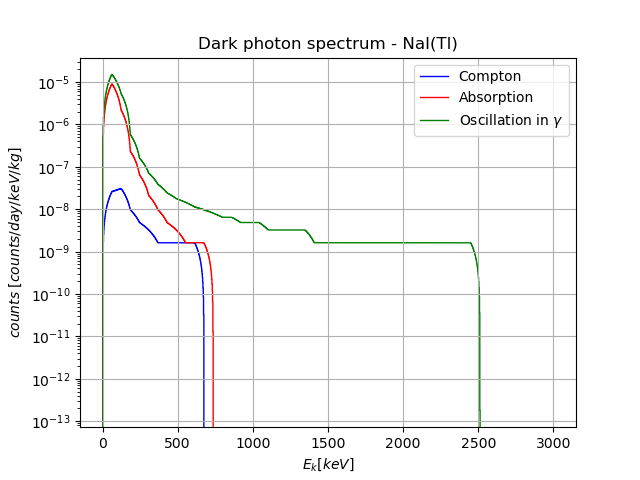 Dark photon spectrum - NaI(Tl)
Compton
Absorption
Oscillation in γ
counts [counts/day/keV/kg]
10⁻⁵
10⁻⁶
10⁻⁷
10⁻⁸
10⁻⁹
10⁻¹⁰
10⁻¹¹
10⁻¹²
10⁻¹³
0 500 1000 1500 2000 2500 3000
Eₖ[keV]